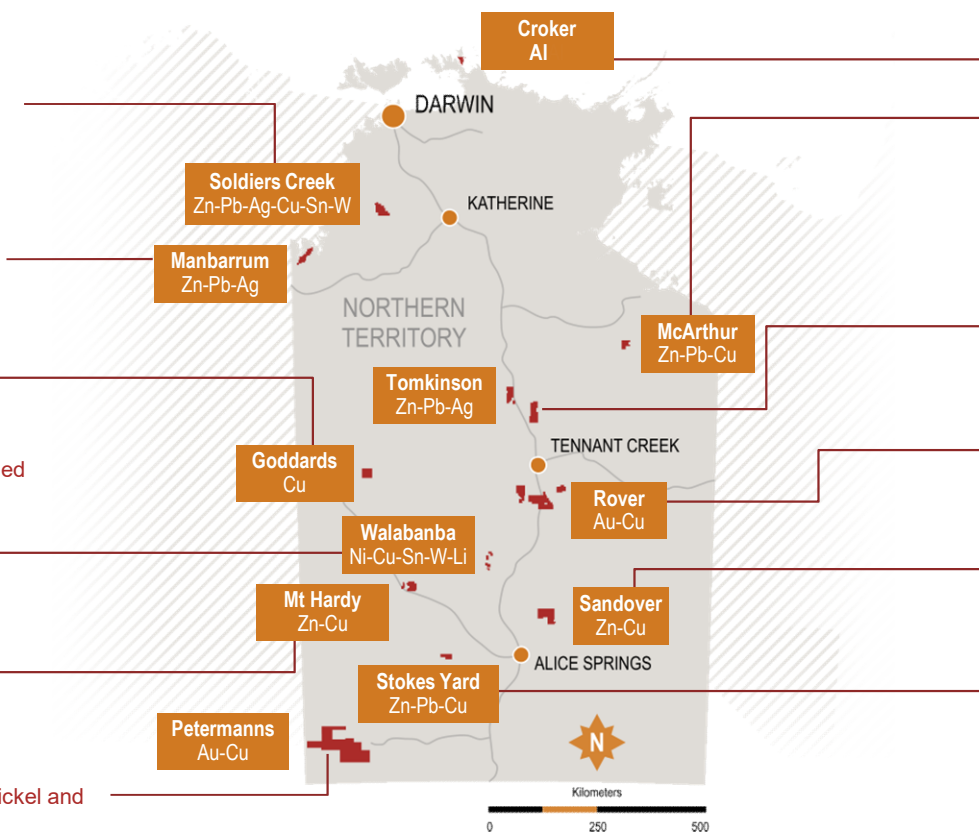 Croker
Al
DARWIN
Soldiers Creek
Zn-Pb-Ag-Cu-Sn-W
KATHERINE
Manbarrum
Zn-Pb-Ag
NORTHERN
TERRITORY
McArthur
Zn-Pb-Cu
Tomkinson
Zn-Pb-Ag
TENNANT CREEK
Goddards
Cu
ed
Rover
Au-Cu
Walabanba
Ni-Cu-Sn-W-Li
Mt Hardy
Zn-Cu
Sandover
Zn-Cu
ALICE SPRINGS
Stokes Yard
Zn-Pb-Cu
Petermanns
Au-Cu
N
ickel and
Kilometers
0 250 500